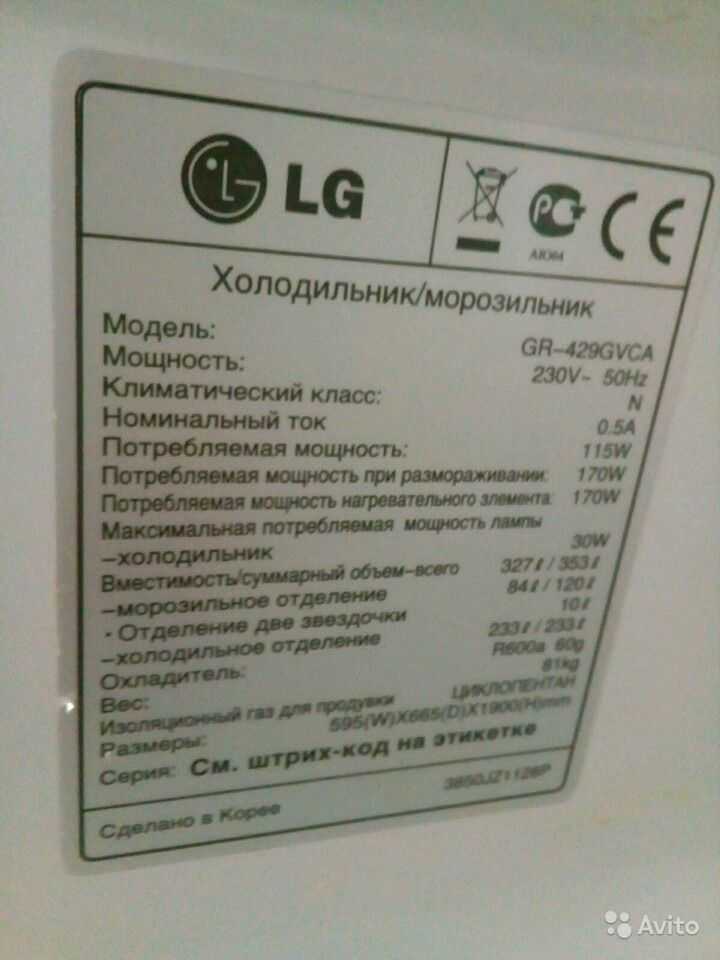 LG
PC
АЮ64
CE
Холодильник/морозильник
Модель: GR-429GVCA
Мощность: 230V~ 50Hz
Климатический класс: N
Номинальный ток 0.5A
Потребляемая мощность: 115W
Потребляемая мощность при размораживании: 170W
Потребляемая мощность нагревательного элемента: 170W
Максимальная потребляемая мощность лампы
-холодильник 30W
Вместимость/суммарный объем-всего 327ℓ / 353ℓ
-морозильное отделение 84ℓ / 120ℓ
· Отделение две звездочки 10ℓ
-холодильное отделение 233ℓ / 233ℓ
Охладитель: R600a 60g
Вес: 81kg
Изоляционный газ для продувки ЦИКЛОПЕНТАН
Размеры: 595(W)X665(D)X1900(H)mm
Серия: См. штрих-код на этикетке
Сделано в Корее 3850JZ1126P
Avito